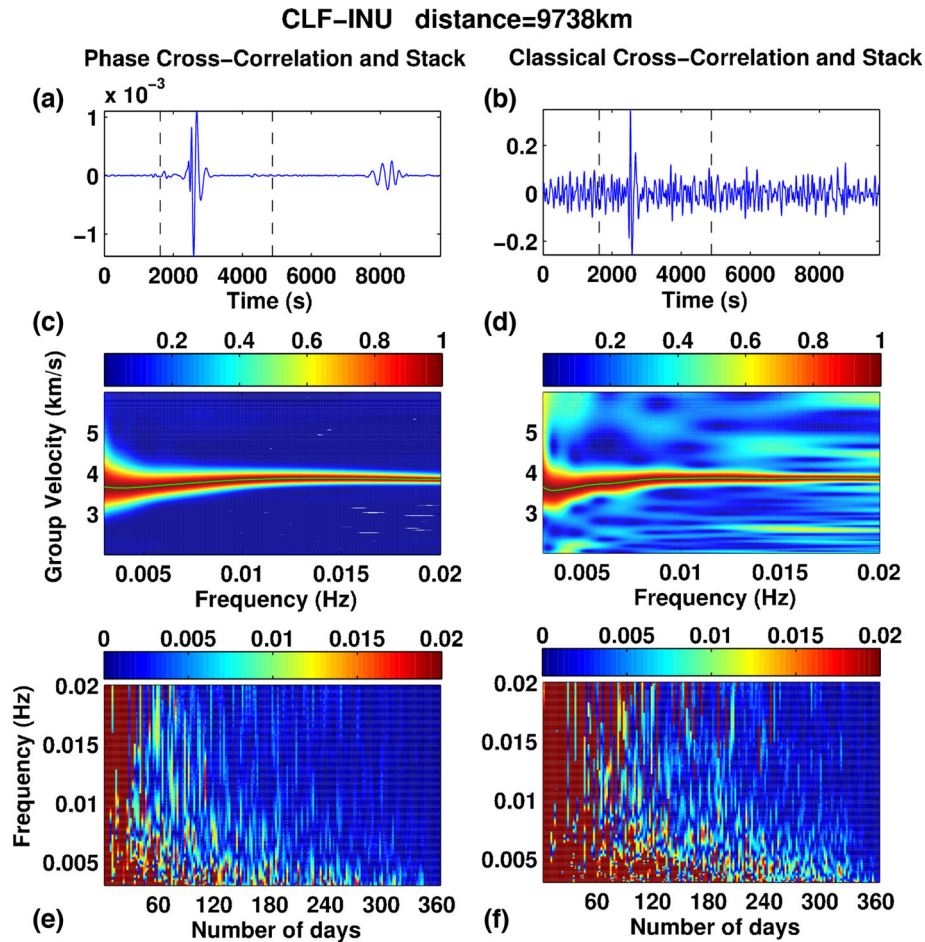 CLF-INU distance=9738km
Phase Cross-Correlation and Stack
Classical Cross-Correlation and Stack
(a)
x 10^-3
1
0
-1
0 2000 4000 6000 8000
Time (s)
(b)
0.2
0
-0.2
0 2000 4000 6000 8000
Time (s)
(c)
0.2 0.4 0.6 0.8 1
Group Velocity (km/s)
5
4
3
0.005 0.01 0.015 0.02
Frequency (Hz)
(d)
0.2 0.4 0.6 0.8 1
5
4
3
0.005 0.01 0.015 0.02
Frequency (Hz)
0 0.005 0.01 0.015 0.02
Frequency (Hz)
0.02
0.015
0.01
0.005
60 120 180 240 300 360
(e)
Number of days
0 0.005 0.01 0.015 0.02
0.02
0.015
0.01
0.005
60 120 180 240 300 360
(f)
Number of days